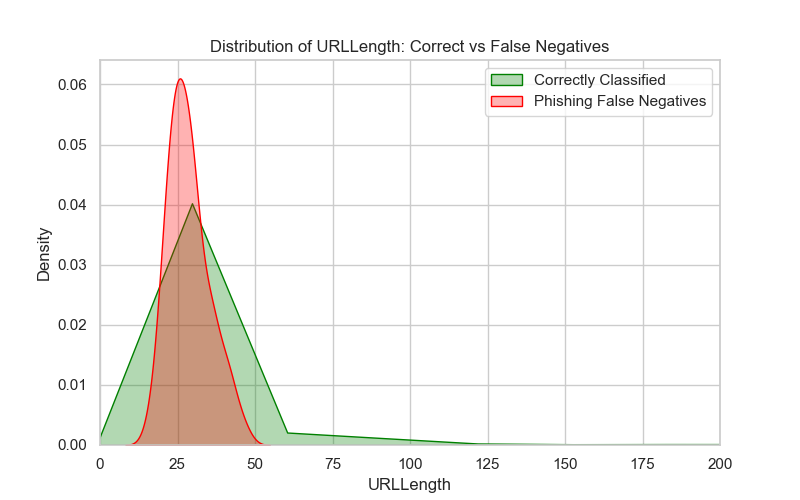 Distribution of URLLength: Correct vs False Negatives
Correctly Classified
Phishing False Negatives
0.06
0.05
0.04
0.03
0.02
0.01
0.00
Density
0 25 50 75 100 125 150 175 200
URLLength